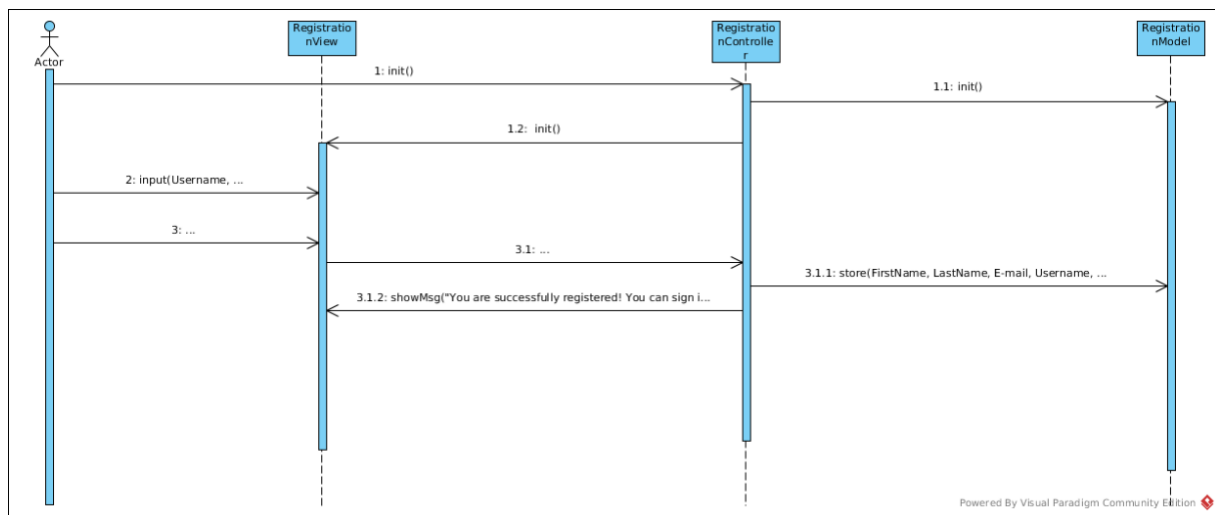 Registratio
nView
Registratio
nControlle
r
Registratio
nModel
Actor
1: init()
1.1: init()
1.2: init()
2: input(Username, ...
3: ...
3.1: ...
3.1.1: store(FirstName, LastName, E-mail, Username, ...
3.1.2: showMsg("You are successfully registered! You can sign i...
Powered By Visual Paradigm Community Edition